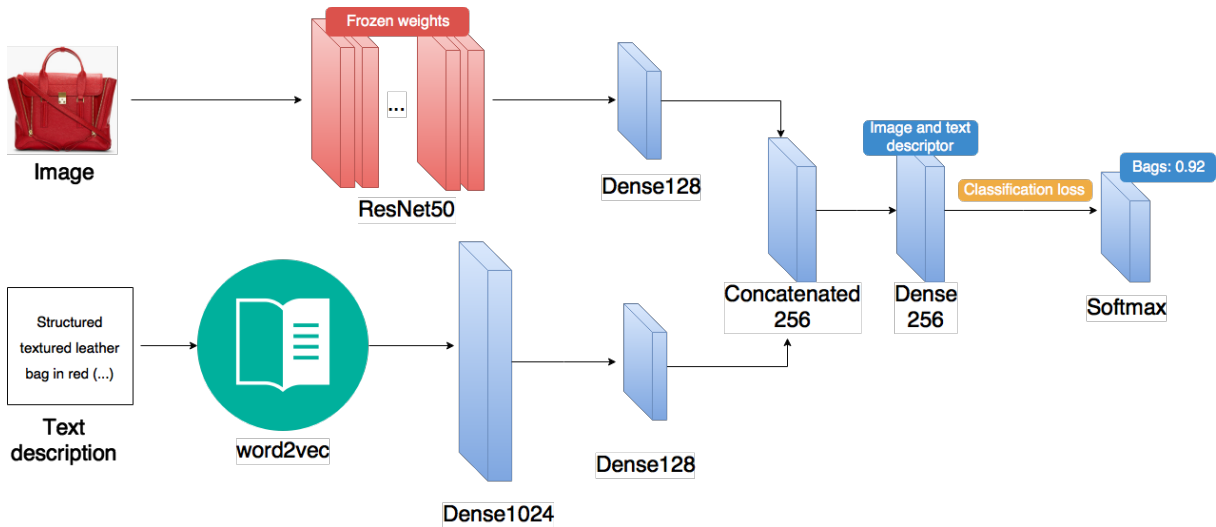 Frozen weights
...
Image
ResNet50
Dense128
Image and text
descriptor
Classification loss
Bags: 0.92
Concatenated
256
Dense
256
Softmax
Structured
textured leather
bag in red (...)
Text
description
word2vec
Dense1024
Dense128